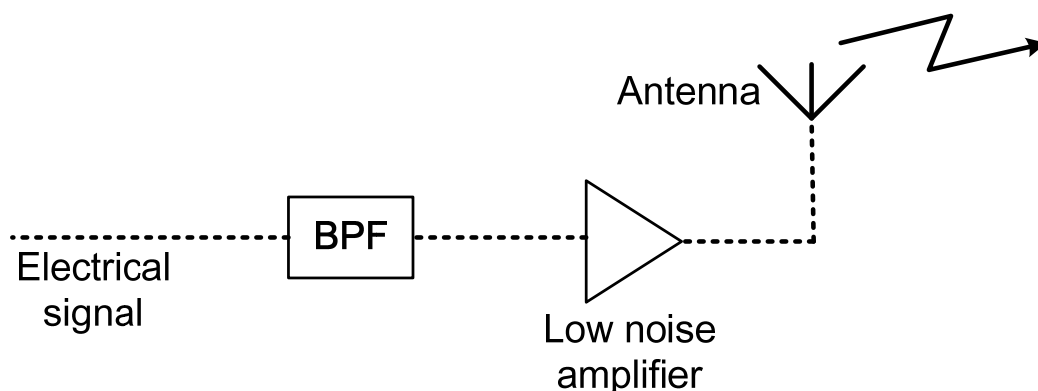 Antenna
BPF
Electrical
signal
Low noise
amplifier